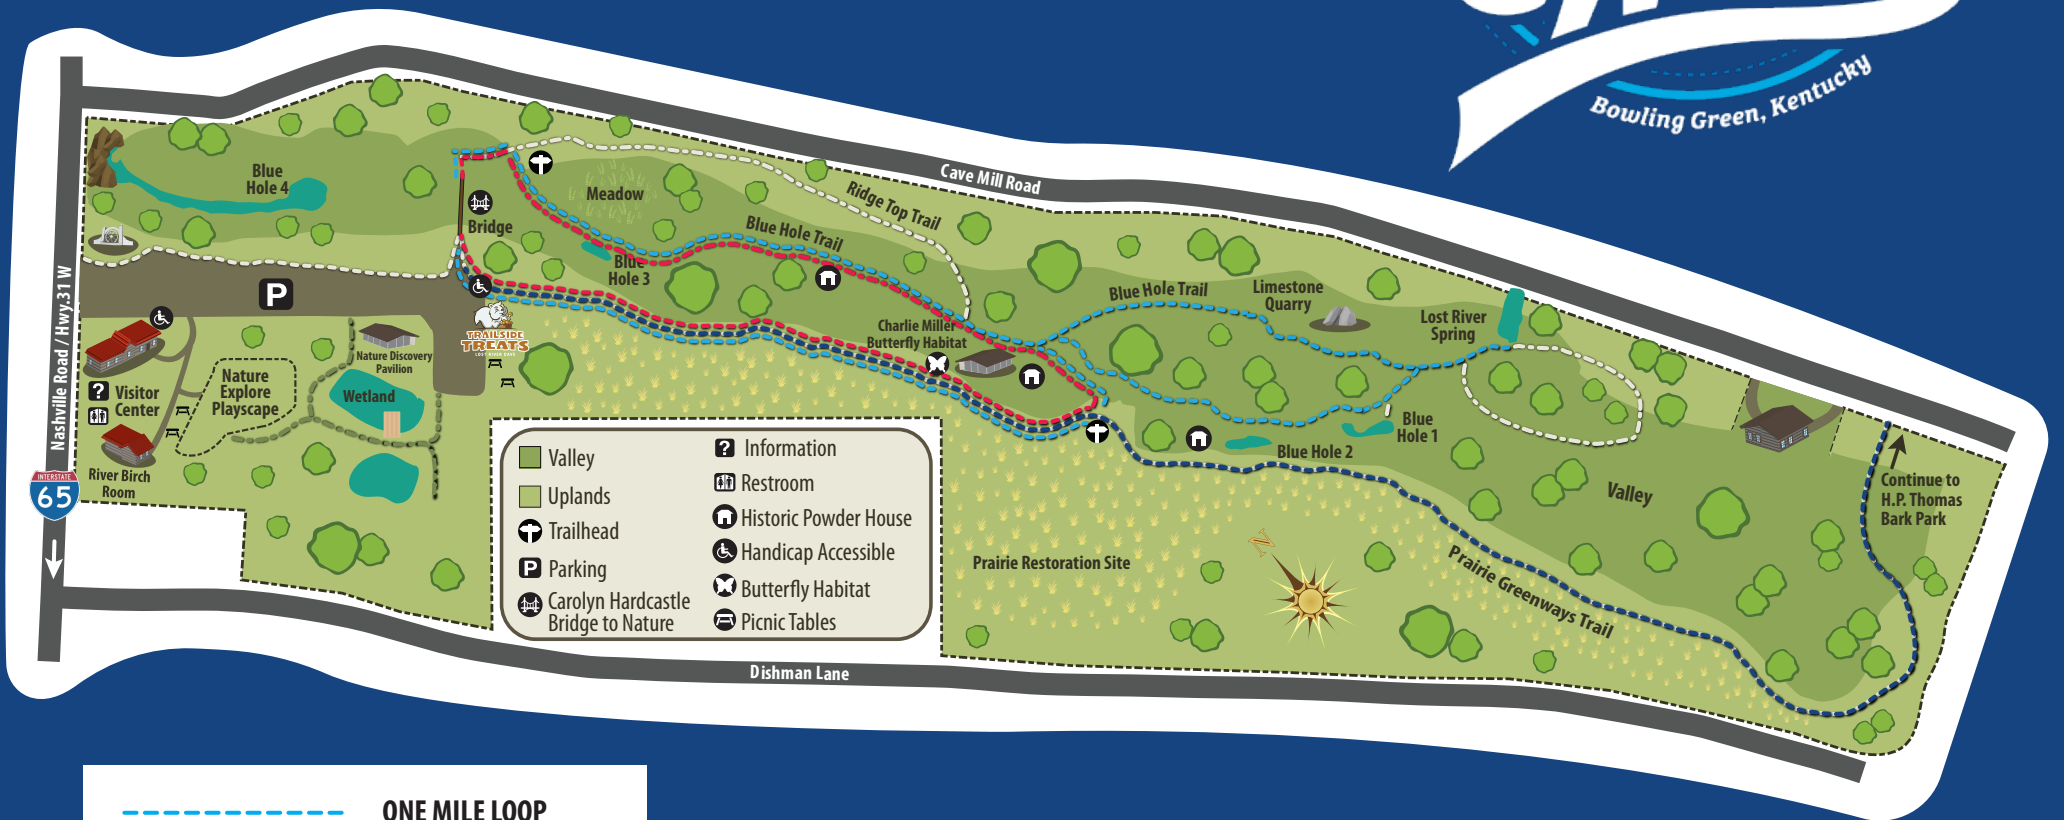 Bowling Green, Kentucky
Cave Mill Road
Nashville Road / Hwy.31 W
INTERSTATE
65
Dishman Lane
Blue
Hole 4
Bridge
Meadow
Ridge Top Trail
Blue Hole Trail
Blue
Hole 3
P
TRAILSIDE
TREATS
LOST RIVER CAVE
Charlie Miller
Butterfly Habitat
Blue Hole Trail
Limestone
Quarry
Lost River
Spring
Blue
Hole 1
Blue Hole 2
Valley
Continue to
H.P. Thomas
Bark Park
Prairie Greenways Trail
Prairie Restoration Site
N
Nature Discovery
Pavilion
Nature
Explore
Playscape
Wetland
?
Visitor
Center
River Birch
Room
Valley
Uplands
Trailhead
P
Parking
Carolyn Hardcastle
Bridge to Nature
?
Information
Restroom
Historic Powder House
Handicap Accessible
Butterfly Habitat
Picnic Tables
ONE MILE LOOP